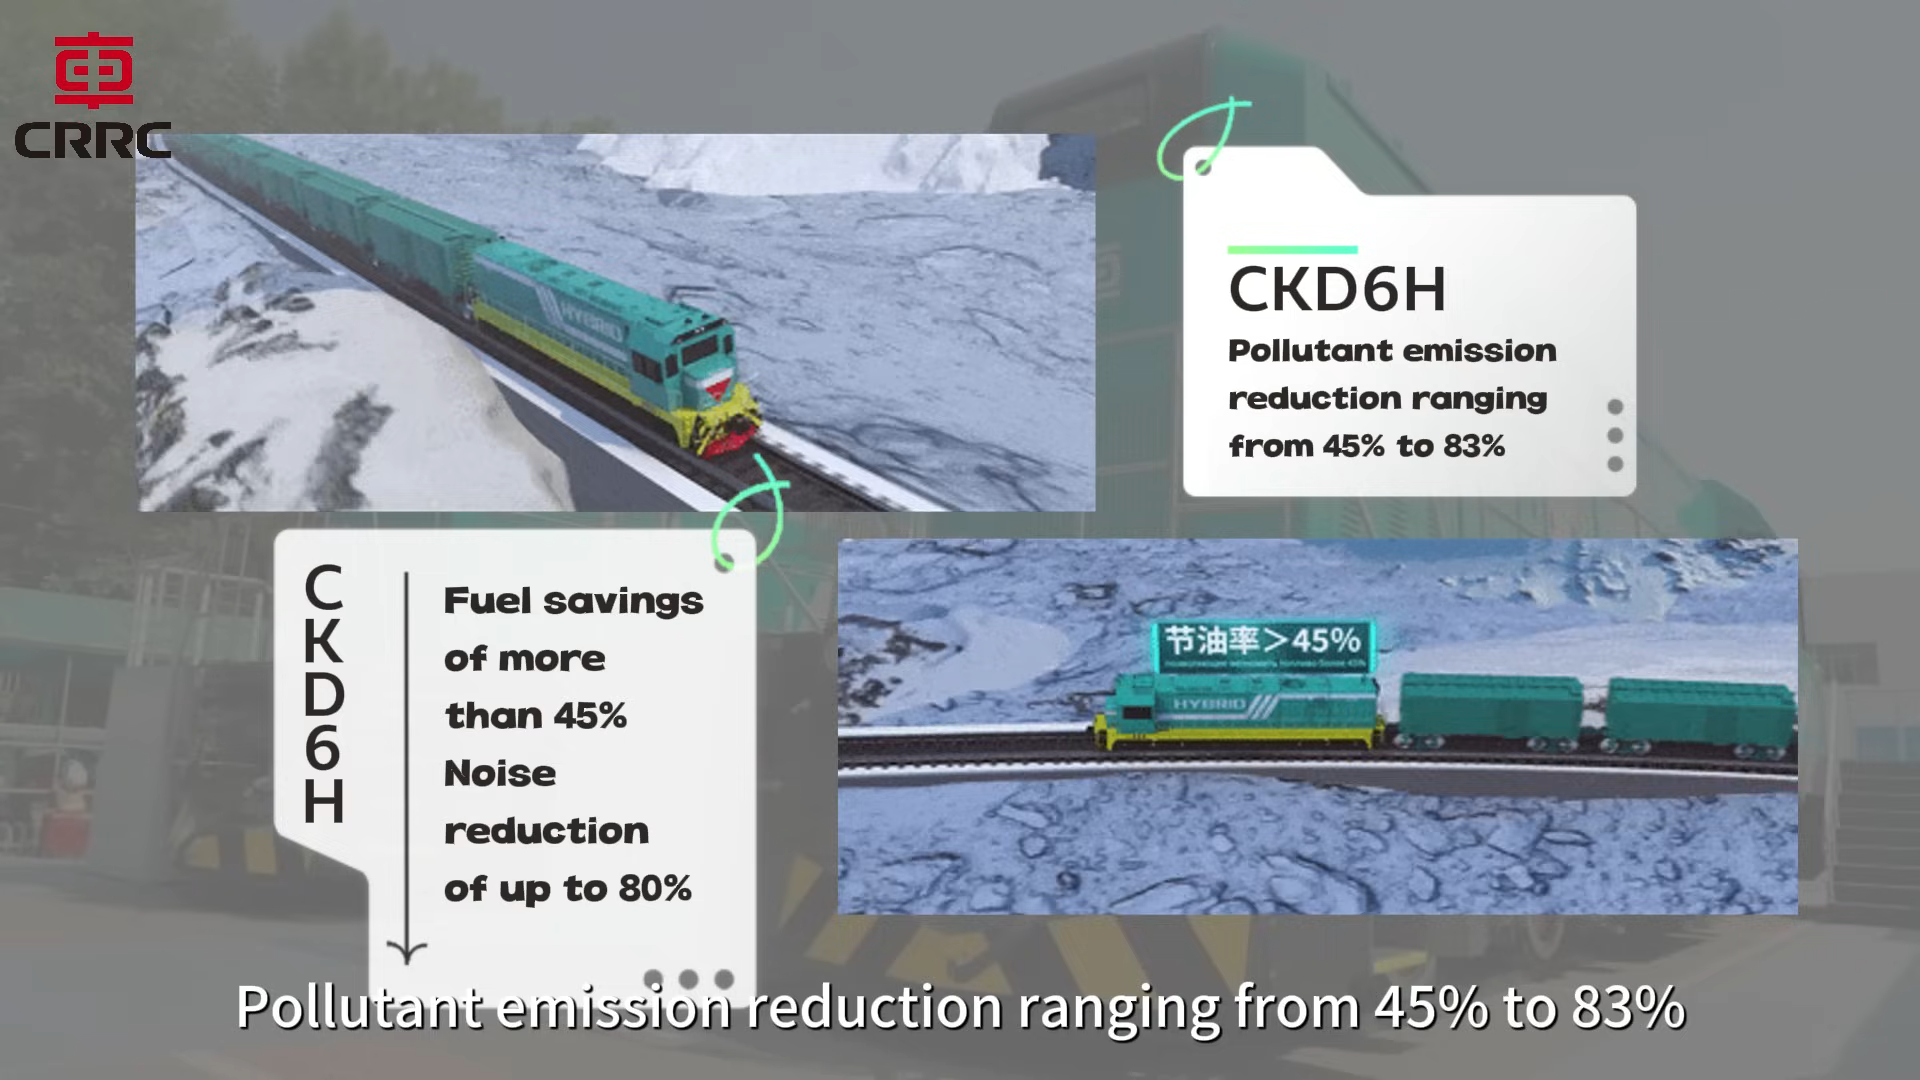 CRRC
HYBRID
CKD6H
Pollutant emission
reduction ranging
from 45% to 83%
CKD6H
Fuel savings
of more
than 45%
Noise
reduction
of up to 80%
节油率＞45%
HYBRID
Pollutant emission reduction ranging from 45% to 83%